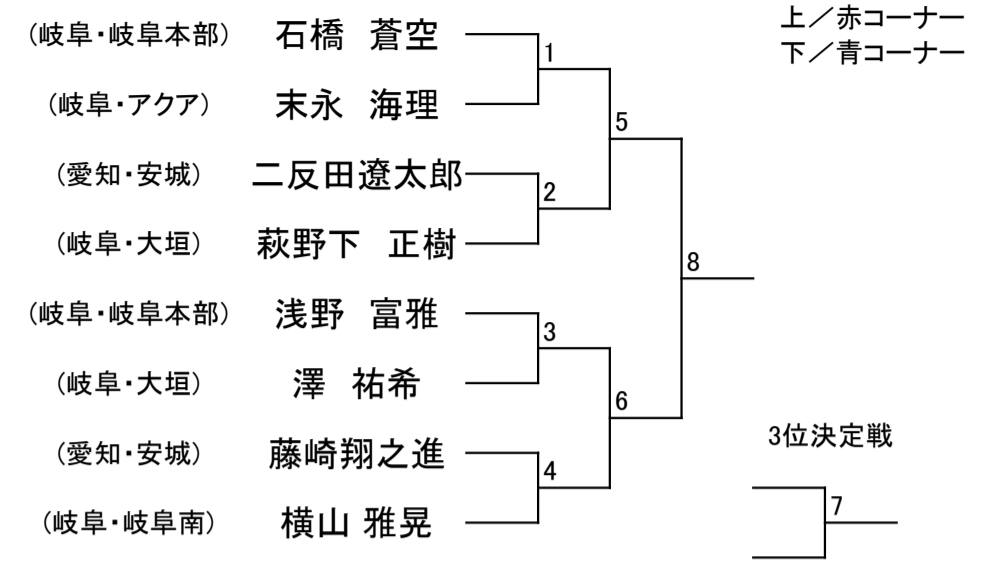 (岐阜・岐阜本部) 石橋 蒼空
1
(岐阜・アクア) 末永 海理
5
(愛知・安城) 二反田遼太郎
2
(岐阜・大垣) 萩野下 正樹
8
(岐阜・岐阜本部) 浅野 富雅
3
(岐阜・大垣) 澤 祐希
6
(愛知・安城) 藤崎翔之進
4
(岐阜・岐阜南) 横山 雅晃
上／赤コーナー
下／青コーナー
3位決定戦
7